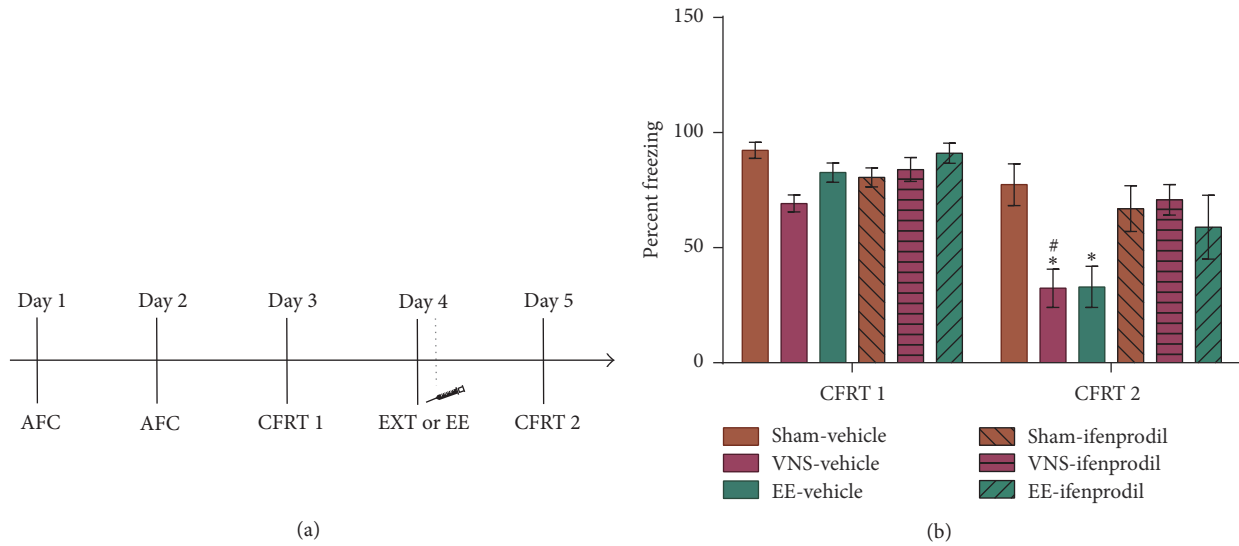 Day 1 Day 2 Day 3 Day 4 Day 5
AFC AFC CFRT 1 EXT or EE CFRT 2
(a)
150
100
50
0
Percent freezing
#
* *
CFRT 1 CFRT 2
Sham-vehicle Sham-ifenprodil
VNS-vehicle VNS-ifenprodil
EE-vehicle EE-ifenprodil
(b)